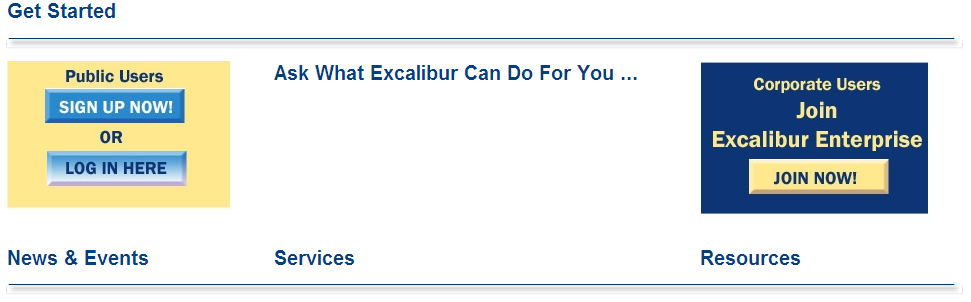 Get Started
Public Users
SIGN UP NOW!
OR
LOG IN HERE
Ask What Excalibur Can Do For You ...
Corporate Users
Join
Excalibur Enterprise
JOIN NOW!
News & Events
Services
Resources